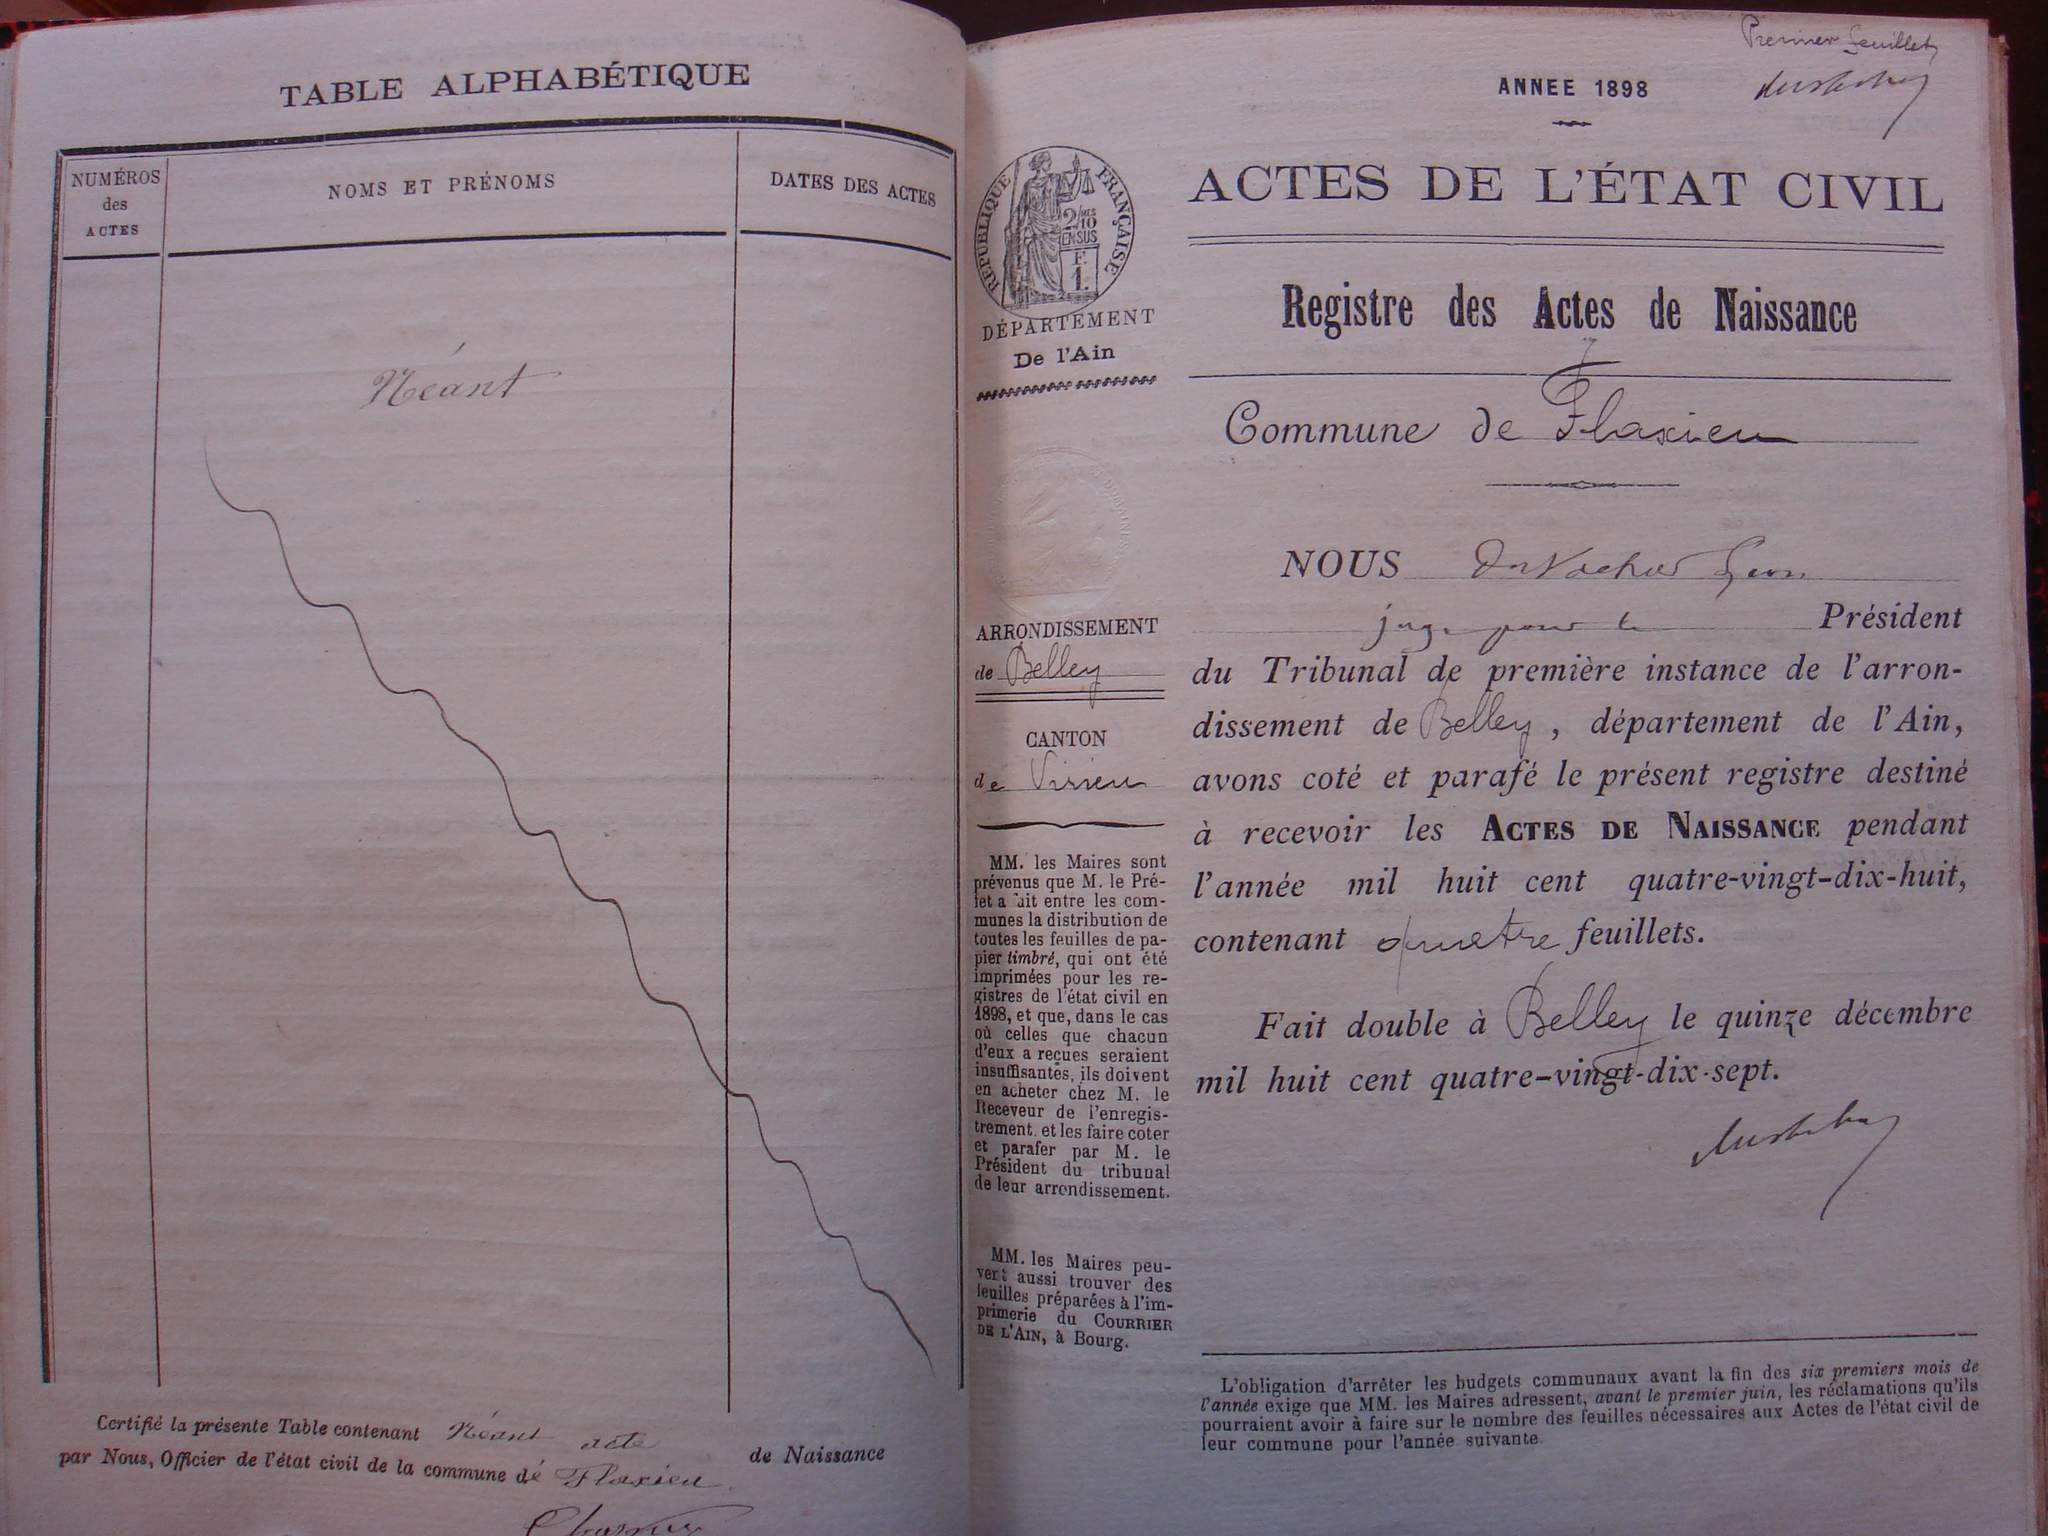 TABLE ALPHABÉTIQUE
NUMÉROS
des
ACTES
NOMS ET PRÉNOMS
DATES DES ACTES
Néant
Certifié la présente Table contenant Néant acte de Naissance
par Nous, Officier de l'état civil de la commune de Flaxieu
Premier feuillet
ANNEE 1898
RÉPUBLIQUE FRANÇAISE
2/10 MES
EN SUS
F.
1.
DÉPARTEMENT
De l'Ain
ARRONDISSEMENT
de Belley
CANTON
de Virieu
MM. les Maires sont
prévenus que M. le Pré-
fet a fait entre les com-
munes la distribution de
toutes les feuilles de pa-
pier timbré, qui ont été
imprimées pour les re-
gistres de l'état civil en
1898, et que, dans le cas
où celles que chacun
d'eux a reçues seraient
insuffisantes, ils doivent
en acheter chez M. le
Receveur de l'enregis-
trement, et les faire coter
et parafer par M. le
Président du tribunal
de leur arrondissement.
MM. les Maires peu-
vent aussi trouver des
feuilles préparées à l'im-
primerie du COURRIER
DE L'AIN, à Bourg.
ACTES DE L'ÉTAT CIVIL
Registre des Actes de Naissance
Commune de Flaxieu
NOUS
juge pour le Président
du Tribunal de première instance de l'arron-
dissement de Belley, département de l'Ain,
avons coté et parafé le présent registre destiné
à recevoir les ACTES DE NAISSANCE pendant
l'année mil huit cent quatre-vingt-dix-huit,
contenant quatre feuillets.
Fait double à Belley le quinze décembre
mil huit cent quatre-vingt-dix-sept.
L'obligation d'arrêter les budgets communaux avant la fin des six premiers mois de
l'année exige que MM. les Maires adressent, avant le premier juin, les réclamations qu'ils
pourraient avoir à faire sur le nombre des feuilles nécessaires aux Actes de l'état civil de
leur commune pour l'année suivante.